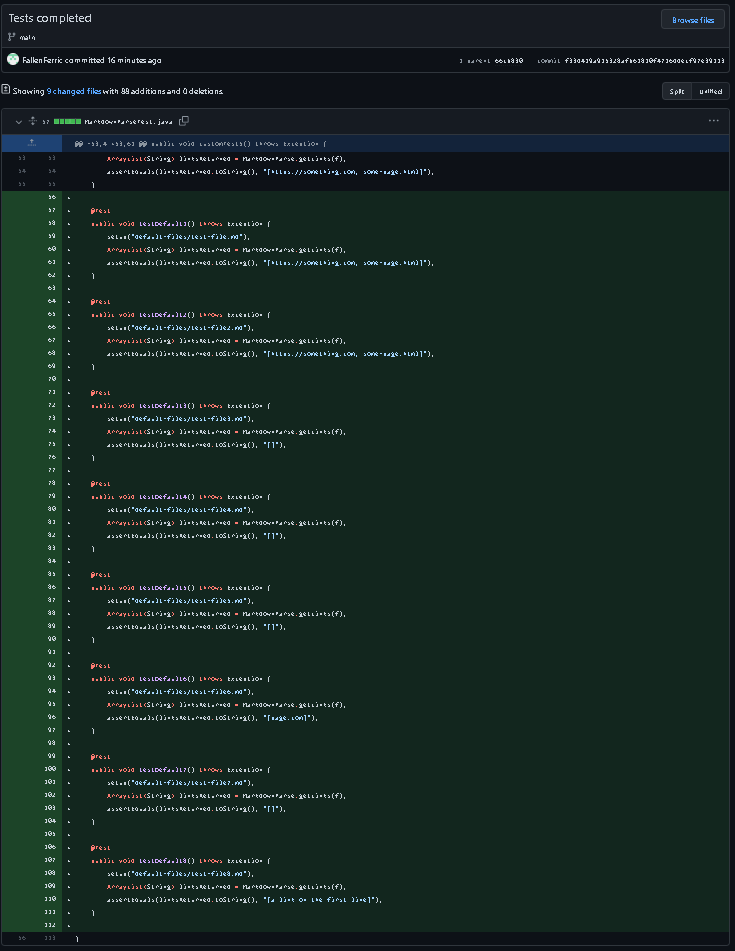 Tests completed
Browse files
main
FallenFerric committed 16 minutes ago
1 parent commit
Showing 9 changed files with 88 additions and 0 deletions.
Split Unified
57 MarkdownParseTest.java
@@ -53,4 +53,61 @@ public void customTests() throws Exception {
53 53 ArrayList<String> linksReturned = MarkdownParse.getLinks(f);
54 54 assertEquals(linksReturned.toString(), "[https://something.com, some-page.html]");
55 55 }
56 +
57 + @Test
58 + public void testDefault1() throws Exception {
59 + setup("default-files/test-file.md");
60 + ArrayList<String> linksReturned = MarkdownParse.getLinks(f);
61 + assertEquals(linksReturned.toString(), "[https://something.com, some-page.html]");
62 + }
63 +
64 + @Test
65 + public void testDefault2() throws Exception {
66 + setup("default-files/test-file2.md");
67 + ArrayList<String> linksReturned = MarkdownParse.getLinks(f);
68 + assertEquals(linksReturned.toString(), "[https://something.com, some-page.html]");
69 + }
70 +
71 + @Test
72 + public void testDefault3() throws Exception {
73 + setup("default-files/test-file3.md");
74 + ArrayList<String> linksReturned = MarkdownParse.getLinks(f);
75 + assertEquals(linksReturned.toString(), "[]");
76 + }
77 +
78 + @Test
79 + public void testDefault4() throws Exception {
80 + setup("default-files/test-file4.md");
81 + ArrayList<String> linksReturned = MarkdownParse.getLinks(f);
82 + assertEquals(linksReturned.toString(), "[]");
83 + }
84 +
85 + @Test
86 + public void testDefault5() throws Exception {
87 + setup("default-files/test-file5.md");
88 + ArrayList<String> linksReturned = MarkdownParse.getLinks(f);
89 + assertEquals(linksReturned.toString(), "[]");
90 + }
91 +
92 + @Test
93 + public void testDefault6() throws Exception {
94 + setup("default-files/test-file6.md");
95 + ArrayList<String> linksReturned = MarkdownParse.getLinks(f);
96 + assertEquals(linksReturned.toString(), "[page.com]");
97 + }
98 +
99 + @Test
100 + public void testDefault7() throws Exception {
101 + setup("default-files/test-file7.md");
102 + ArrayList<String> linksReturned = MarkdownParse.getLinks(f);
103 + assertEquals(linksReturned.toString(), "[]");
104 + }
105 +
106 + @Test
107 + public void testDefault8() throws Exception {
108 + setup("default-files/test-file8.md");
109 + ArrayList<String> linksReturned = MarkdownParse.getLinks(f);
110 + assertEquals(linksReturned.toString(), "[a link on the first line]");
111 + }
112 +
56 113 }